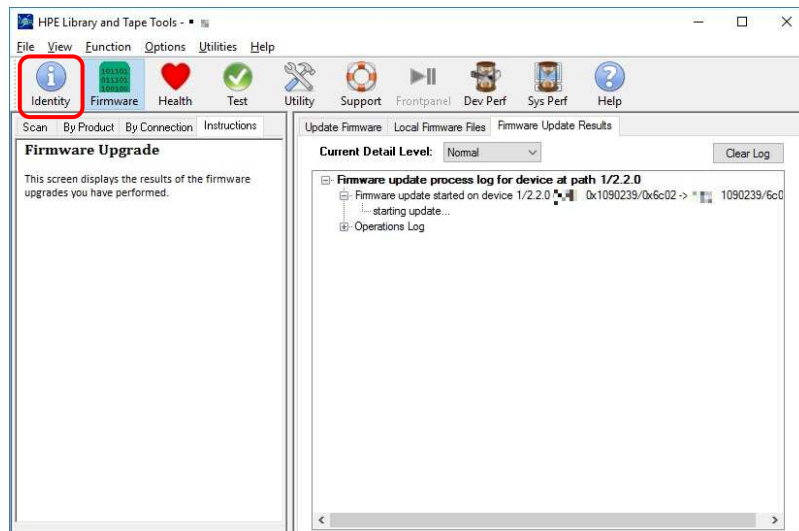 HPE Library and Tape Tools -
File View Function Options Utilities Help
101101
011101
100100
Identity Firmware Health Test Utility Support Frontpanel Dev Perf Sys Perf Help
Scan By Product By Connection Instructions
Update Firmware Local Firmware Files Firmware Update Results
Firmware Upgrade
This screen displays the results of the firmware
upgrades you have performed.
Current Detail Level: Normal Clear Log
Firmware update process log for device at path 1/2.2.0
Firmware update started on device 1/2.2.0 0x1090239/0x6c02 -> 1090239/6c0
starting update...
Operations Log